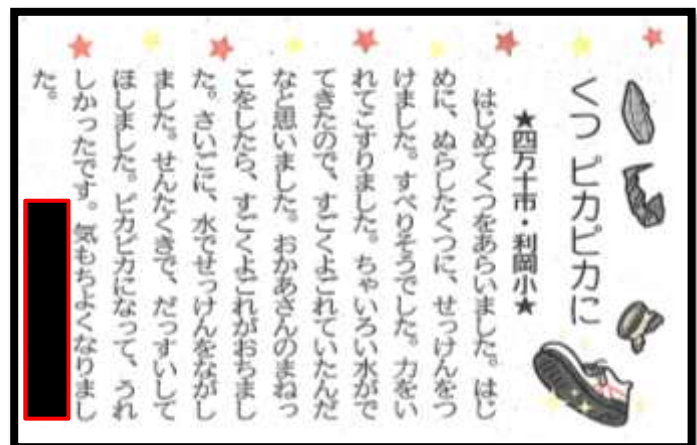 くつ ピカピカに
★四万十市・利岡小★
はじめてくつをあらいました。はじ
めに、ぬらしたくつに、せっけんをつ
けました。すべりそうでした。力をい
れてこすりました。ちゃいろい水がで
てきたので、すごくよごれていたんだ
なと思いました。おかあさんのまねっ
こをしたら、すごくよごれがおちまし
た。さいごに、水でせっけんをながし
ました。せんたくきで、だっすいして
ほしました。ピカピカになって、うれ
しかったです。気もちよくなりまし
た。